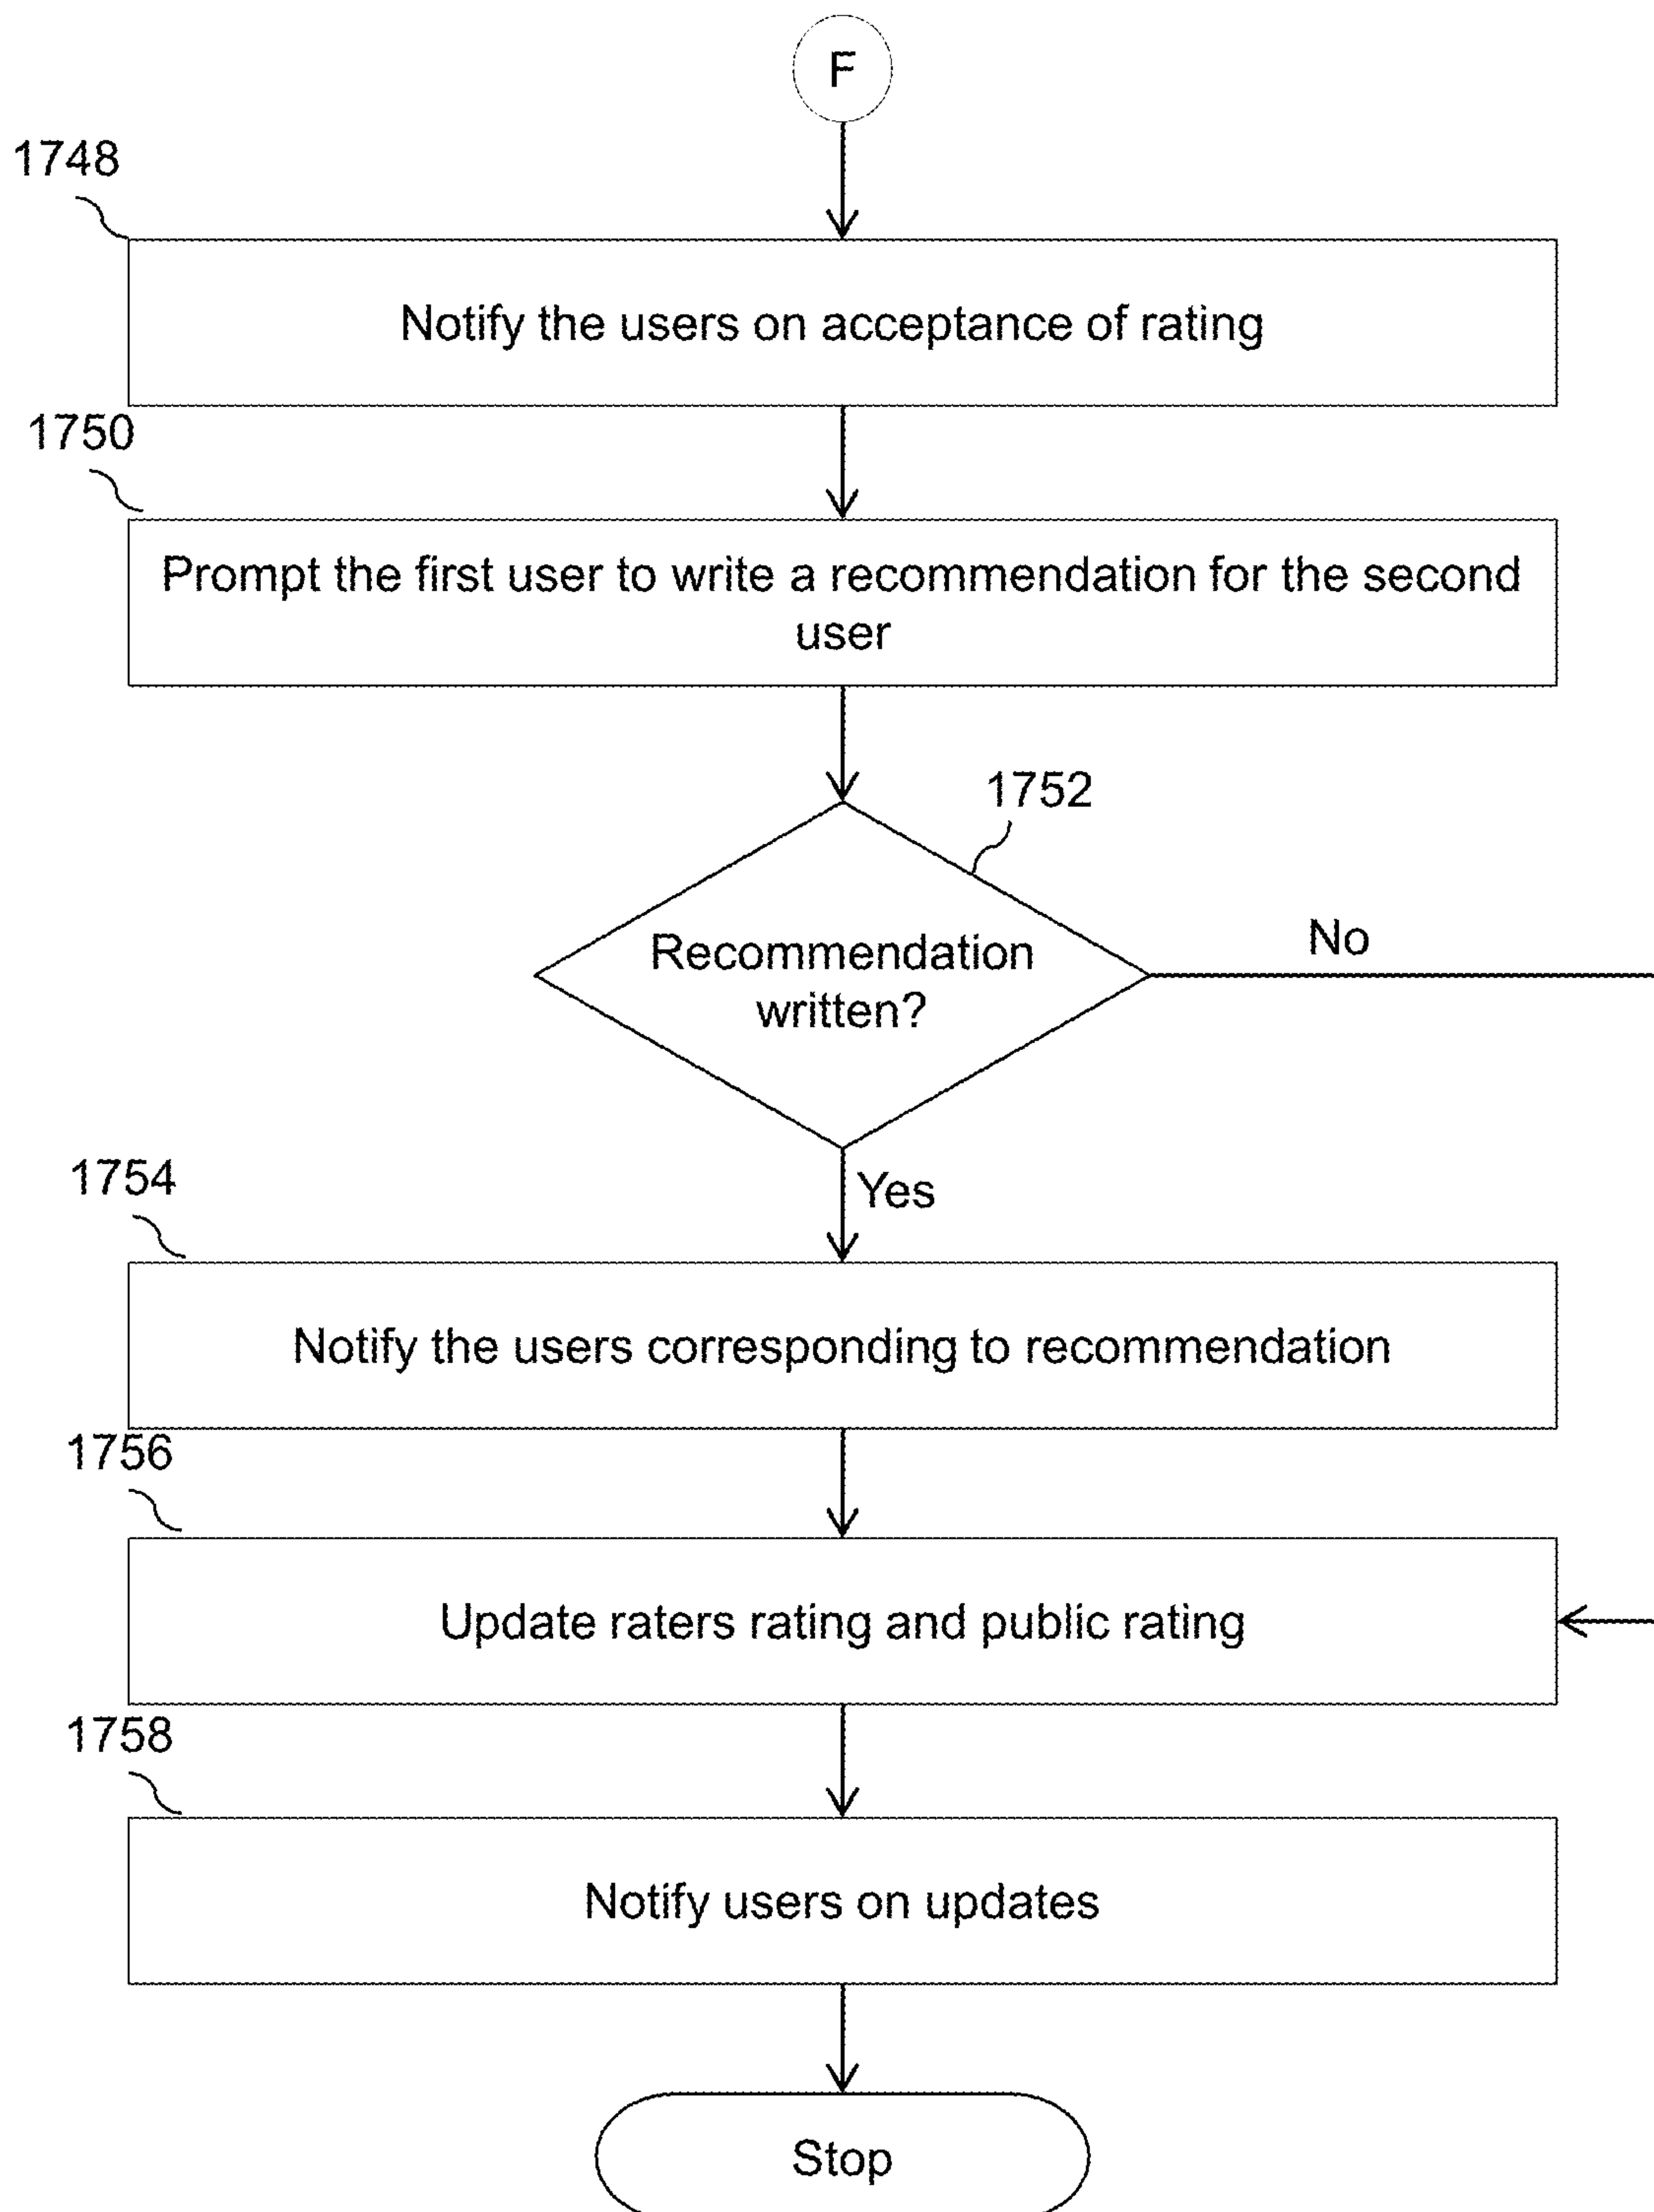 F
1748
Notify the users on acceptance of rating
1750
Prompt the first user to write a recommendation for the second
user
1752
Recommendation
written?
No
Yes
1754
Notify the users corresponding to recommendation
1756
Update raters rating and public rating
1758
Notify users on updates
Stop